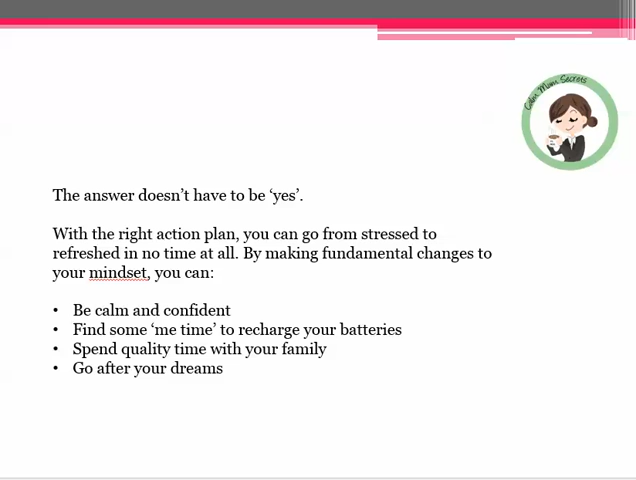 Calm Mom Secrets
The answer doesn’t have to be ‘yes’.
With the right action plan, you can go from stressed to
refreshed in no time at all. By making fundamental changes to
your mindset, you can:
• Be calm and confident
• Find some ‘me time’ to recharge your batteries
• Spend quality time with your family
• Go after your dreams